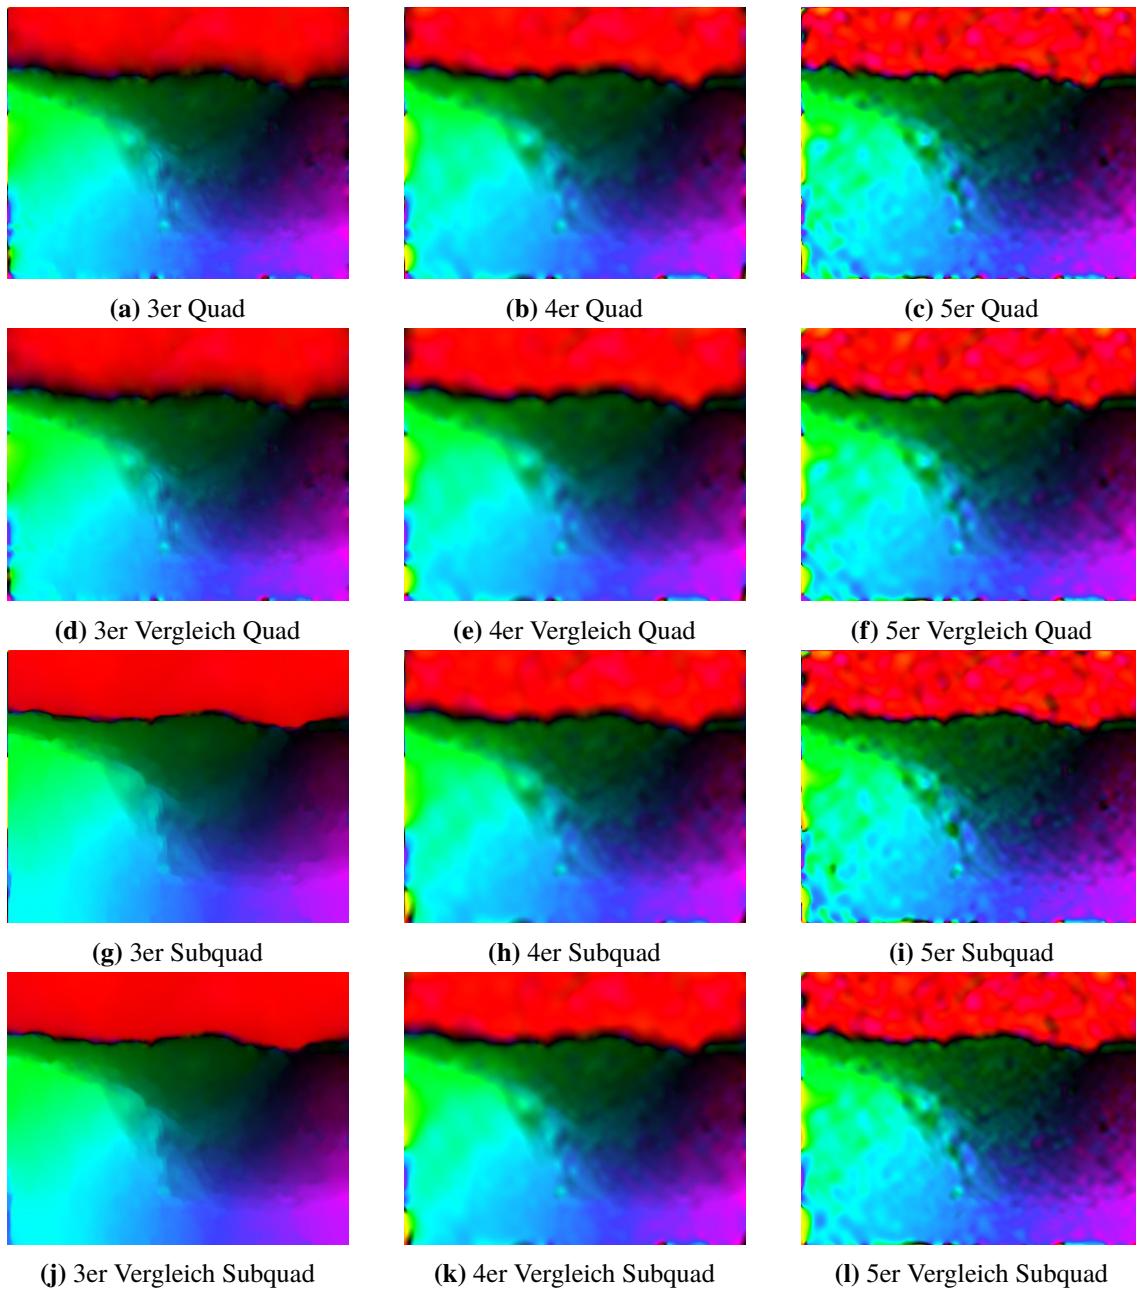 (a) 3er Quad
(b) 4er Quad
(c) 5er Quad
(d) 3er Vergleich Quad
(e) 4er Vergleich Quad
(f) 5er Vergleich Quad
(g) 3er Subquad
(h) 4er Subquad
(i) 5er Subquad
(j) 3er Vergleich Subquad
(k) 4er Vergleich Subquad
(l) 5er Vergleich Subquad